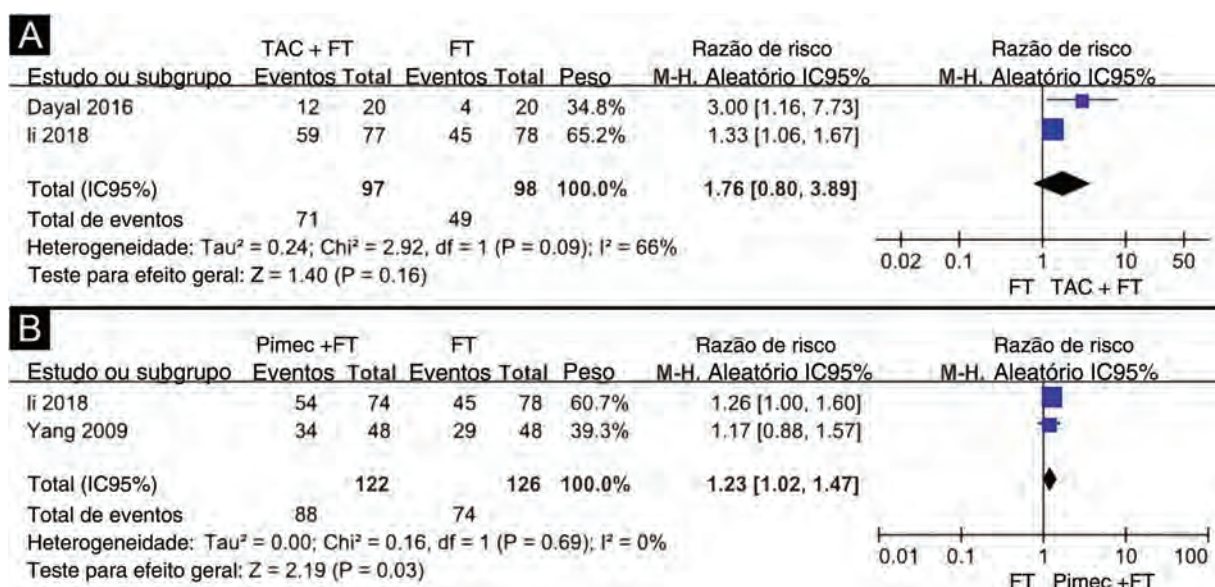 A
TAC + FT FT Razão de risco Razão de risco
Estudo ou subgrupo Eventos Total Eventos Total Peso M-H. Aleatório IC95% M-H. Aleatório IC95%
Dayal 2016 12 20 4 20 34.8% 3.00 [1.16, 7.73]
li 2018 59 77 45 78 65.2% 1.33 [1.06, 1.67]
Total (IC95%) 97 98 100.0% 1.76 [0.80, 3.89]
Total de eventos 71 49
Heterogeneidade: Tau² = 0.24; Chi² = 2.92, df = 1 (P = 0.09); I² = 66%
Teste para efeito geral: Z = 1.40 (P = 0.16)
0.02 0.1 1 10 50
FT TAC + FT
B
Pimec +FT FT Razão de risco Razão de risco
Estudo ou subgrupo Eventos Total Eventos Total Peso M-H. Aleatório IC95% M-H. Aleatório IC95%
li 2018 54 74 45 78 60.7% 1.26 [1.00, 1.60]
Yang 2009 34 48 29 48 39.3% 1.17 [0.88, 1.57]
Total (IC95%) 122 126 100.0% 1.23 [1.02, 1.47]
Total de eventos 88 74
Heterogeneidade: Tau² = 0.00; Chi² = 0.16, df = 1 (P = 0.69); I² = 0%
Teste para efeito geral: Z = 2.19 (P = 0.03)
0.01 0.1 1 10 100
FT Pimec +FT